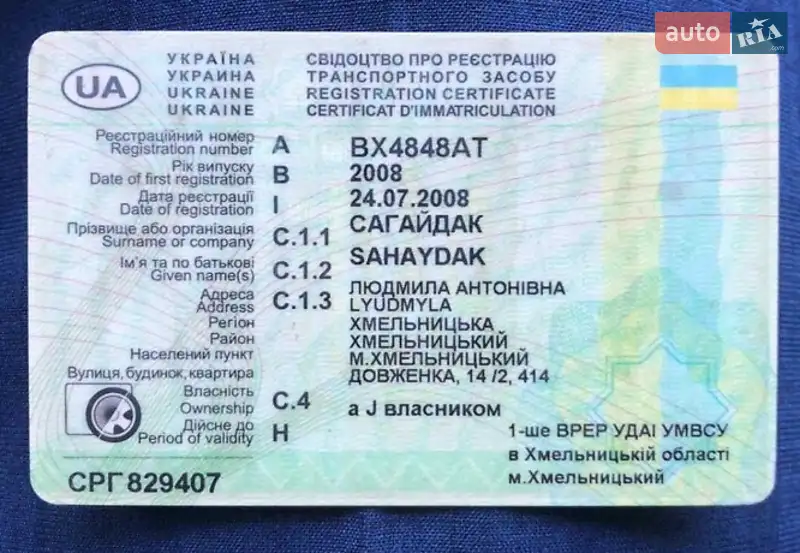 auto RIA.com
UA
УКРАЇНА
УКРАИНА
UKRAINE
UKRAINE
СВІДОЦТВО ПРО РЕЄСТРАЦІЮ
ТРАНСПОРТНОГО ЗАСОБУ
REGISTRATION CERTIFICATE
CERTIFICAT D'IMMATRICULATION
Реєстраційний номер
Registration number A BX4848AT
Рік випуску
Date of first registration B 2008
Дата реєстрації
Date of registration I 24.07.2008
Прізвище або організація
Surname or company C.1.1 САГАЙДАК
SAHAYDAK
Ім'я та по батькові
Given name(s) C.1.2 ЛЮДМИЛА АНТОНІВНА
LYUDMYLA
Адреса
Address C.1.3
Регіон ХМЕЛЬНИЦЬКА
Район ХМЕЛЬНИЦЬКИЙ
Населений пункт М.ХМЕЛЬНИЦЬКИЙ
Вулиця, будинок, квартира ДОВЖЕНКА, 14 /2, 414
Власність
Ownership C.4 а J власником
Дійсне до
Period of validity H
1-ше ВРЕР УДАІ УМВСУ
в Хмельницькій області
м.Хмельницький
СРГ829407